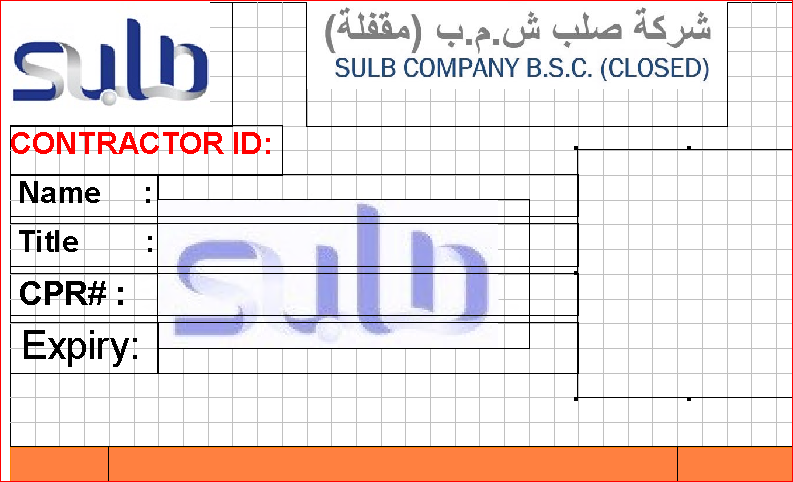 sulb
شركة صلب ش.م.ب (مقفلة)
SULB COMPANY B.S.C. (CLOSED)
CONTRACTOR ID:
Name :
Title :
sulb
CPR# :
Expiry: